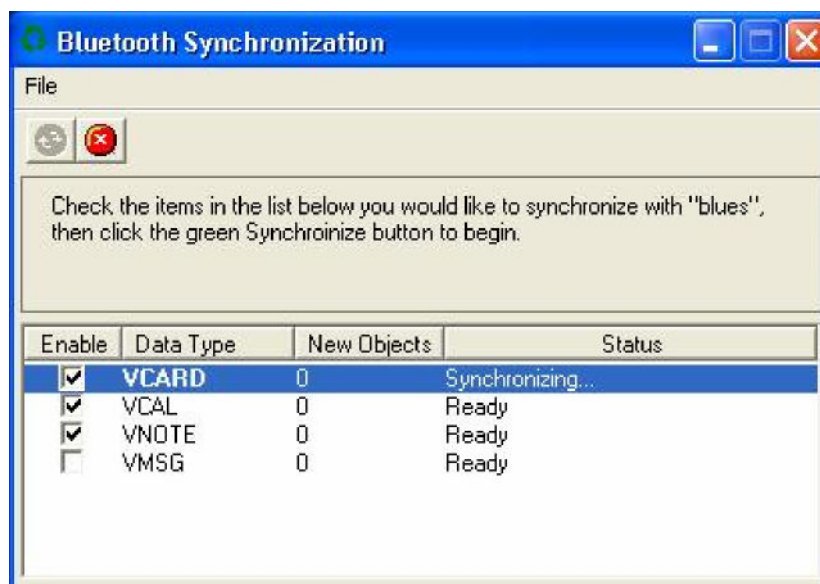 Bluetooth Synchronization
File
Check the items in the list below you would like to synchronize with "blues",
then click the green Synchroinize button to begin.
Enable Data Type New Objects Status
VCARD 0 Synchronizing...
VCAL 0 Ready
VNOTE 0 Ready
VMSG 0 Ready